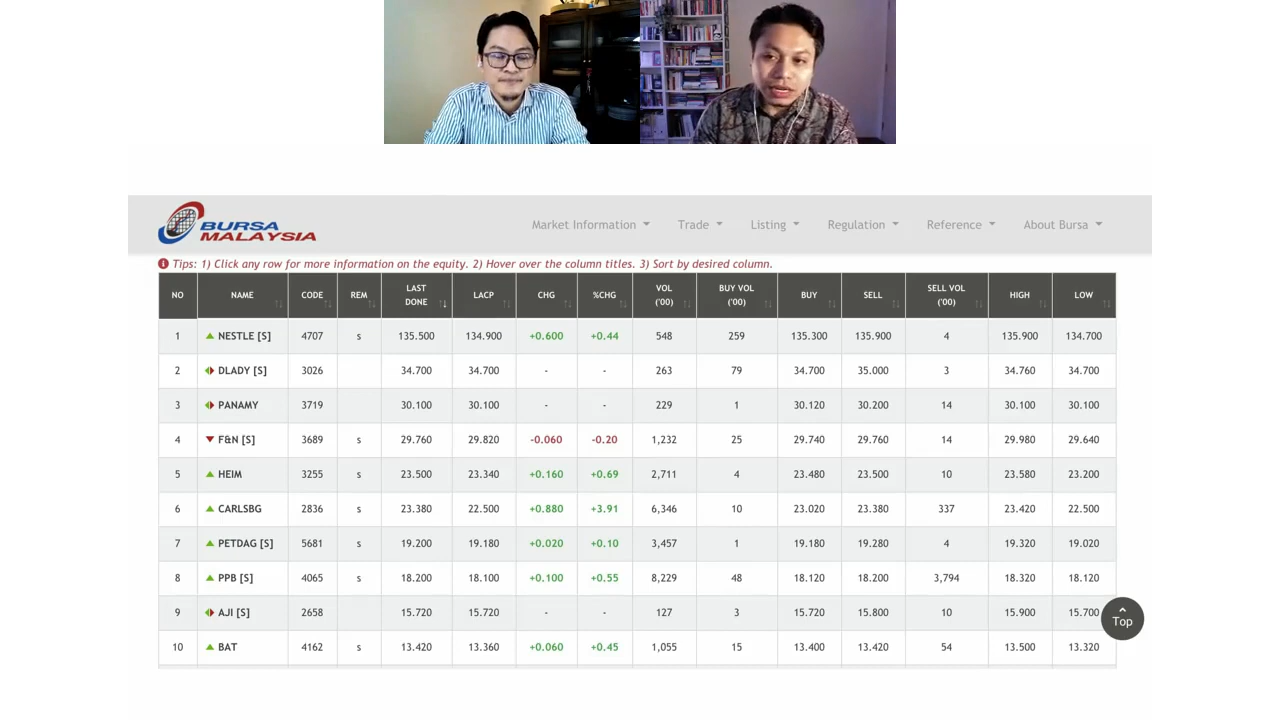 BURSA
MALAYSIA
Market Information Trade Listing Regulation Reference About Bursa
Tips: 1) Click any row for more information on the equity. 2) Hover over the column titles. 3) Sort by desired column.
NO NAME CODE REM LAST DONE LACP CHG %CHG VOL ('00) BUY VOL ('00) BUY SELL SELL VOL ('00) HIGH LOW
1 NESTLE [S] 4707 s 135.500 134.900 +0.600 +0.44 548 259 135.300 135.900 4 135.900 134.700
2 DLADY [S] 3026 34.700 34.700 - - 263 79 34.700 35.000 3 34.760 34.700
3 PANAMY 3719 30.100 30.100 - - 229 1 30.120 30.200 14 30.100 30.100
4 F&N [S] 3689 s 29.760 29.820 -0.060 -0.20 1,232 25 29.740 29.760 14 29.980 29.640
5 HEIM 3255 s 23.500 23.340 +0.160 +0.69 2,711 4 23.480 23.500 10 23.580 23.200
6 CARLSBG 2836 s 23.380 22.500 +0.880 +3.91 6,346 10 23.020 23.380 337 23.420 22.500
7 PETDAG [S] 5681 s 19.200 19.180 +0.020 +0.10 3,457 1 19.180 19.280 4 19.320 19.020
8 PPB [S] 4065 s 18.200 18.100 +0.100 +0.55 8,229 48 18.120 18.200 3,794 18.320 18.120
9 AJI [S] 2658 15.720 15.720 - - 127 3 15.720 15.800 10 15.900 15.700
10 BAT 4162 s 13.420 13.360 +0.060 +0.45 1,055 15 13.400 13.420 54 13.500 13.320
Top